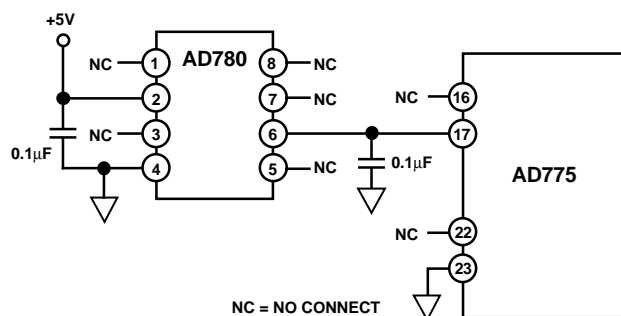 +5V
AD780
NC 1
8 NC
2
7 NC
NC 3
6
0.1µF
4
5 NC
0.1µF
NC 16
17
AD775
NC 22
23
NC = NO CONNECT